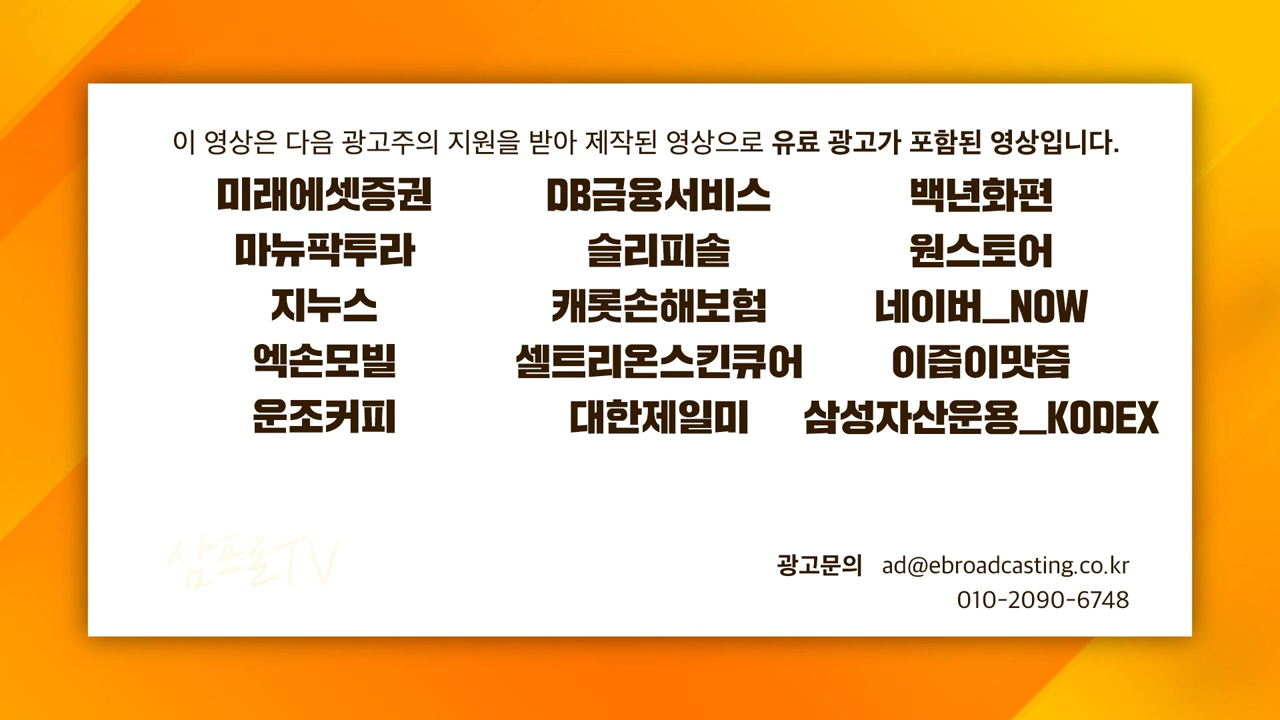 이 영상은 다음 광고주의 지원을 받아 제작된 영상으로 유료 광고가 포함된 영상입니다.
미래에셋증권 DB금융서비스 백년화편
마뉴팍투라 슬리피솔 원스토어
지누스 캐롯손해보험 네이버_NOW
엑손모빌 셀트리온스킨큐어 이즙이맛즙
운조커피 대한제일미 삼성자산운용_KODEX
삼프로TV
광고문의 ad@ebroadcasting.co.kr
010-2090-6748